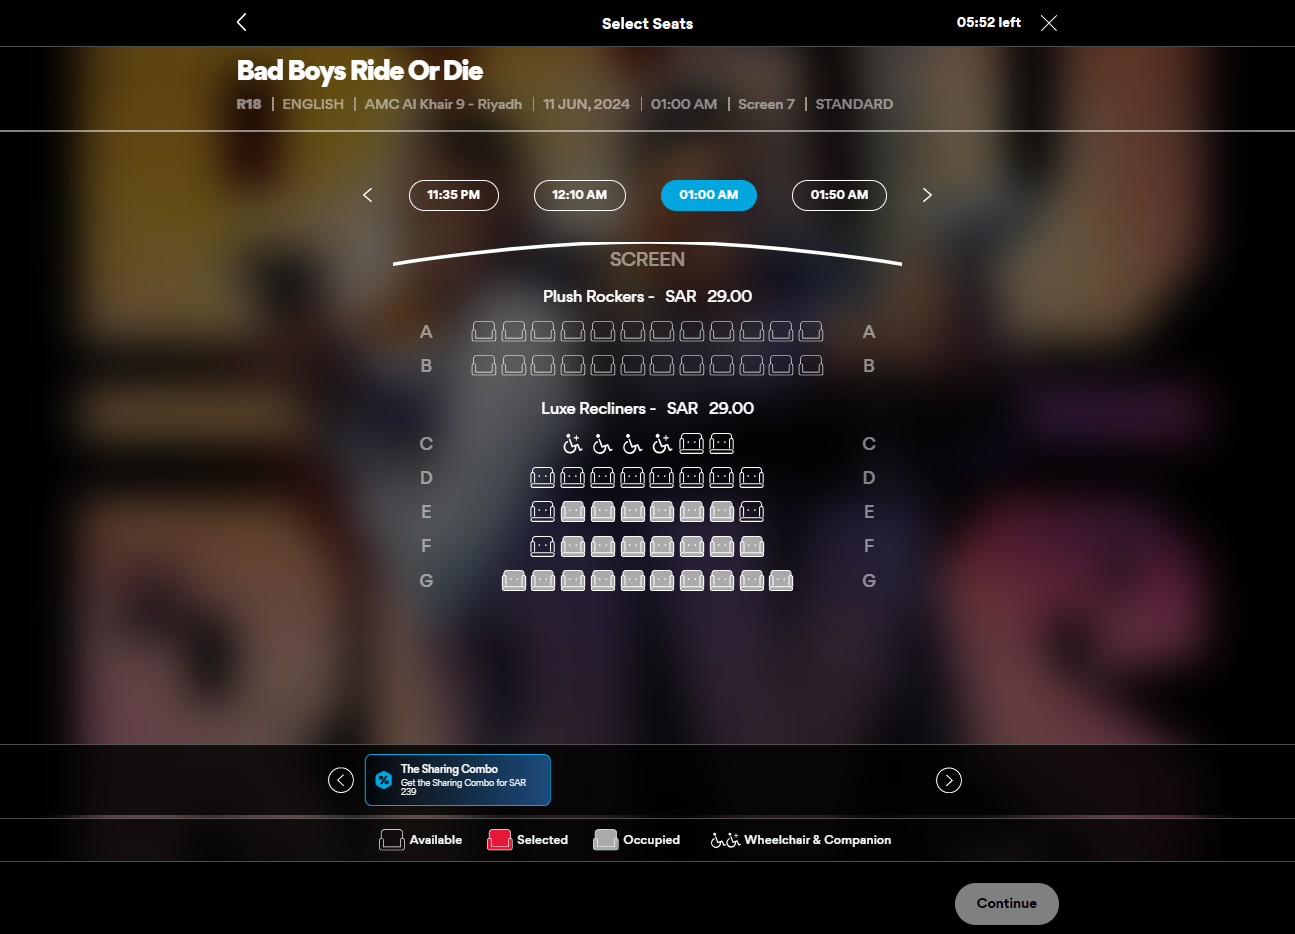 Select Seats
05:52 left
Bad Boys Ride Or Die
R18 | ENGLISH | AMC Al Khair 9 - Riyadh | 11 JUN, 2024 | 01:00 AM | Screen 7 | STANDARD
11:35 PM 12:10 AM 01:00 AM 01:50 AM
SCREEN
Plush Rockers - SAR 29.00
A A
B B
Luxe Recliners - SAR 29.00
C C
D D
E E
F F
G G
The Sharing Combo
Get the Sharing Combo for SAR
239
Available Selected Occupied Wheelchair & Companion
Continue